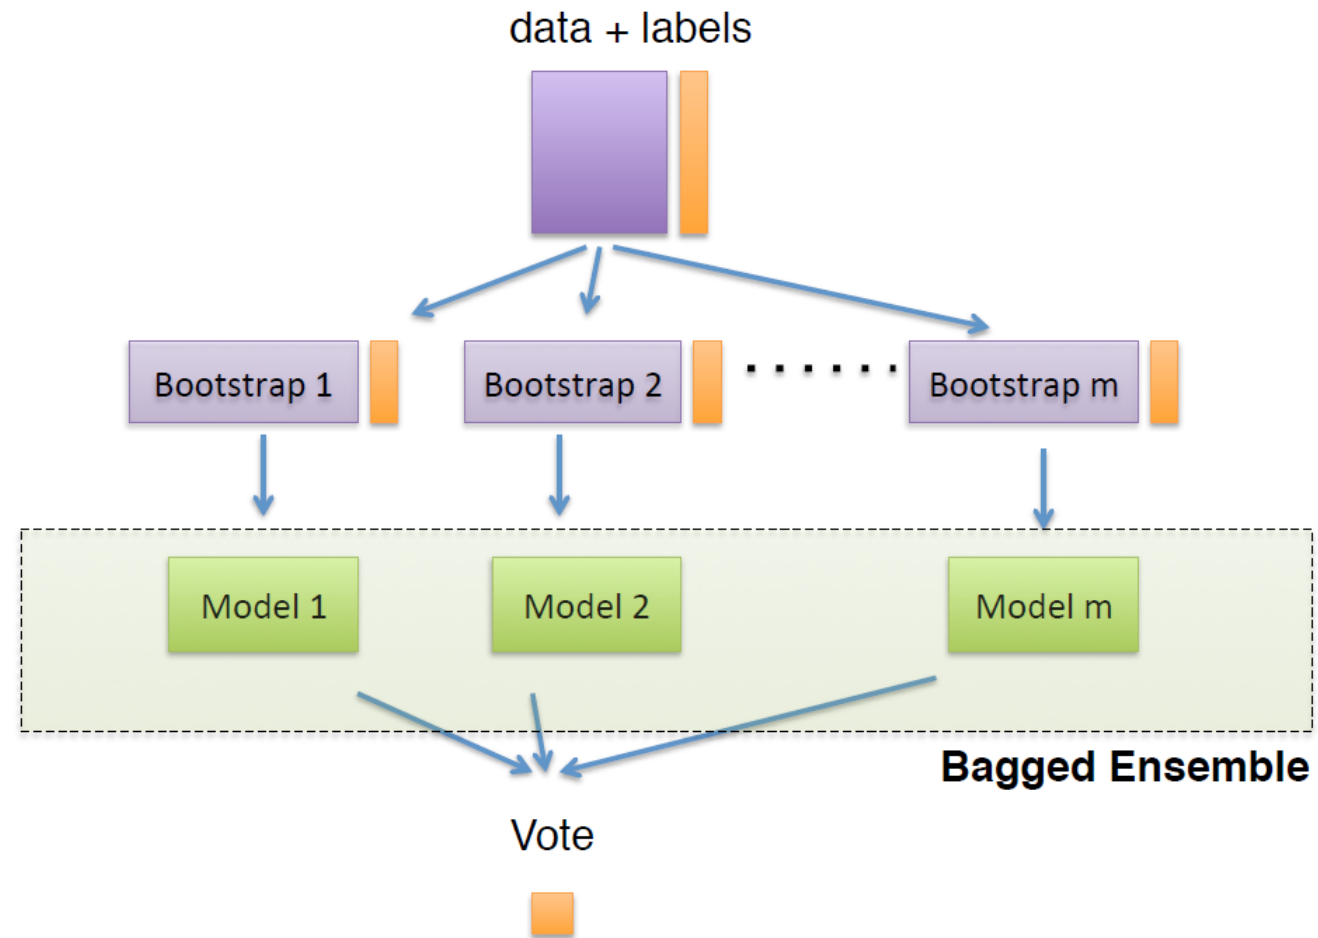 data + labels
Bootstrap 1
Bootstrap 2
Bootstrap m
Model 1
Model 2
Model m
Bagged Ensemble
Vote